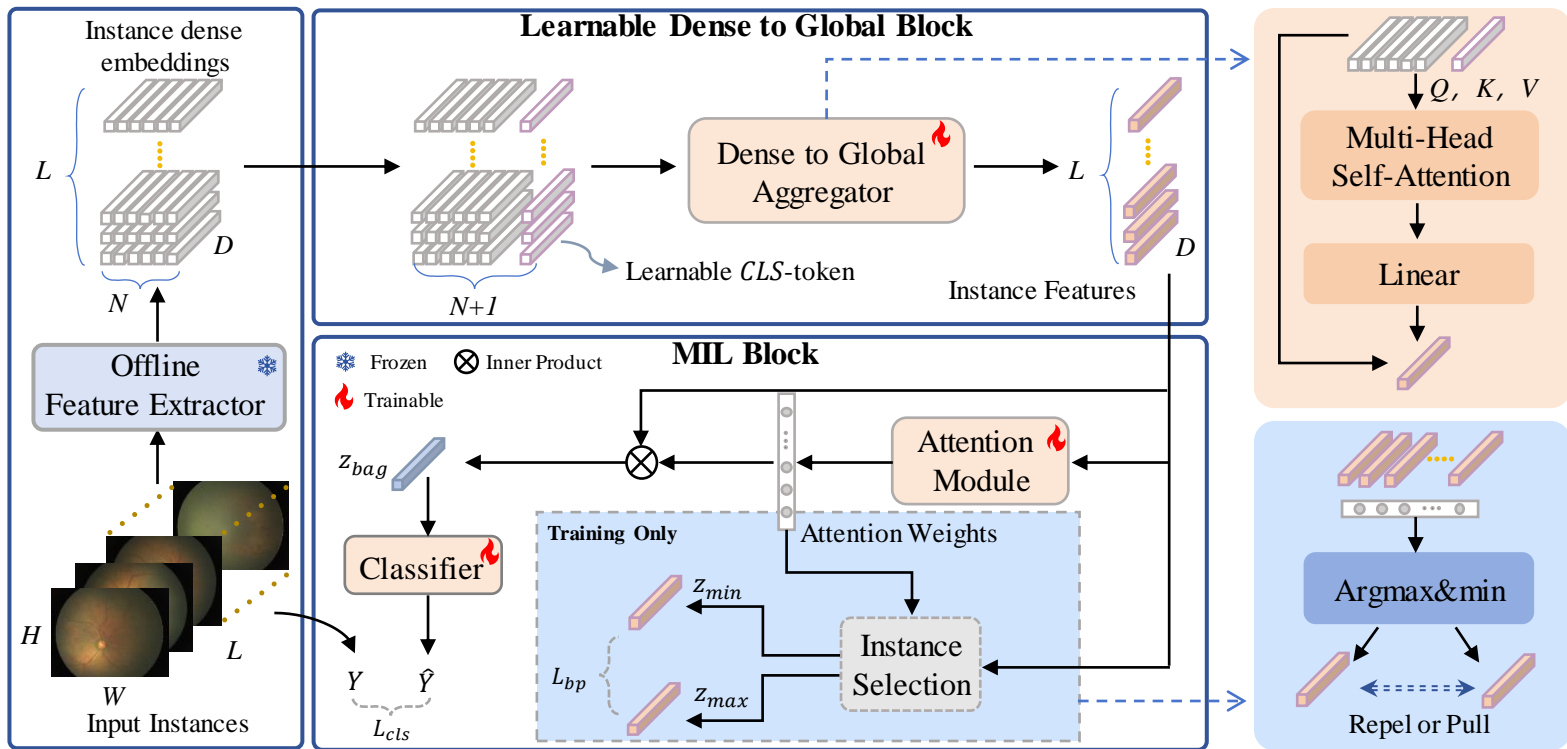 Instance dense
embeddings
L
D
N
Offline
Feature Extractor
H
W
L
Input Instances
Learnable Dense to Global Block
Dense to Global
Aggregator
L
D
Learnable CLS-token
N+1
Instance Features
MIL Block
Frozen
Inner Product
Trainable
Attention
Module
z_bag
Attention Weights
Training Only
Classifier
z_min
L_bp
z_max
Instance
Selection
Y
Ŷ
L_cls
Q, K, V
Multi-Head
Self-Attention
Linear
Argmax&min
Repel or Pull